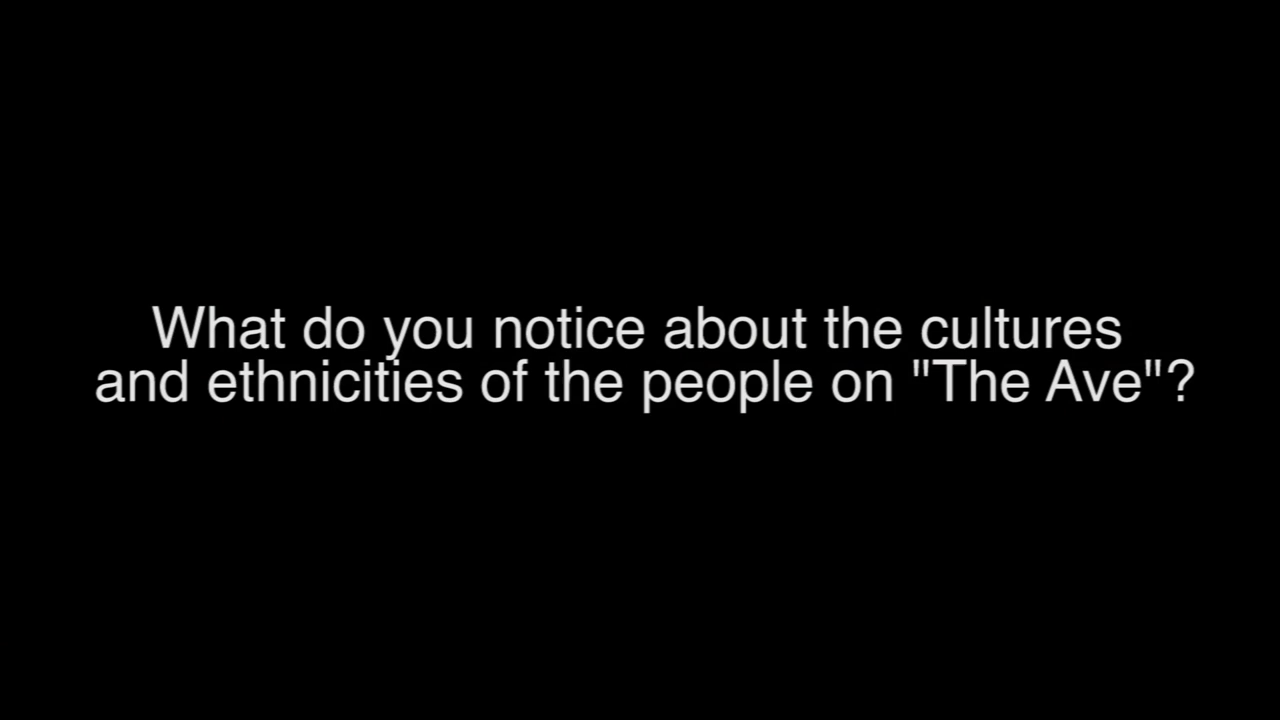 What do you notice about the cultures
and ethnicities of the people on "The Ave"?